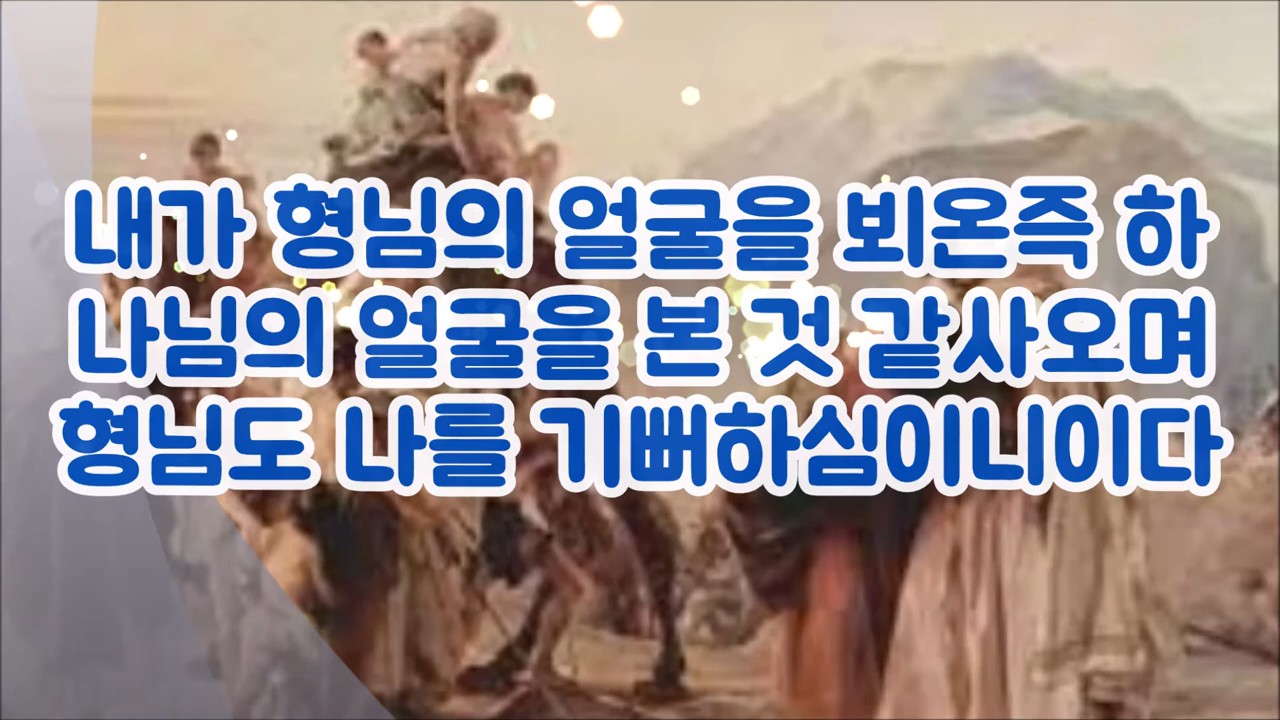 내가 형님의 얼굴을 뵈온즉 하
나님의 얼굴을 본 것 같사오며
형님도 나를 기뻐하심이니이다